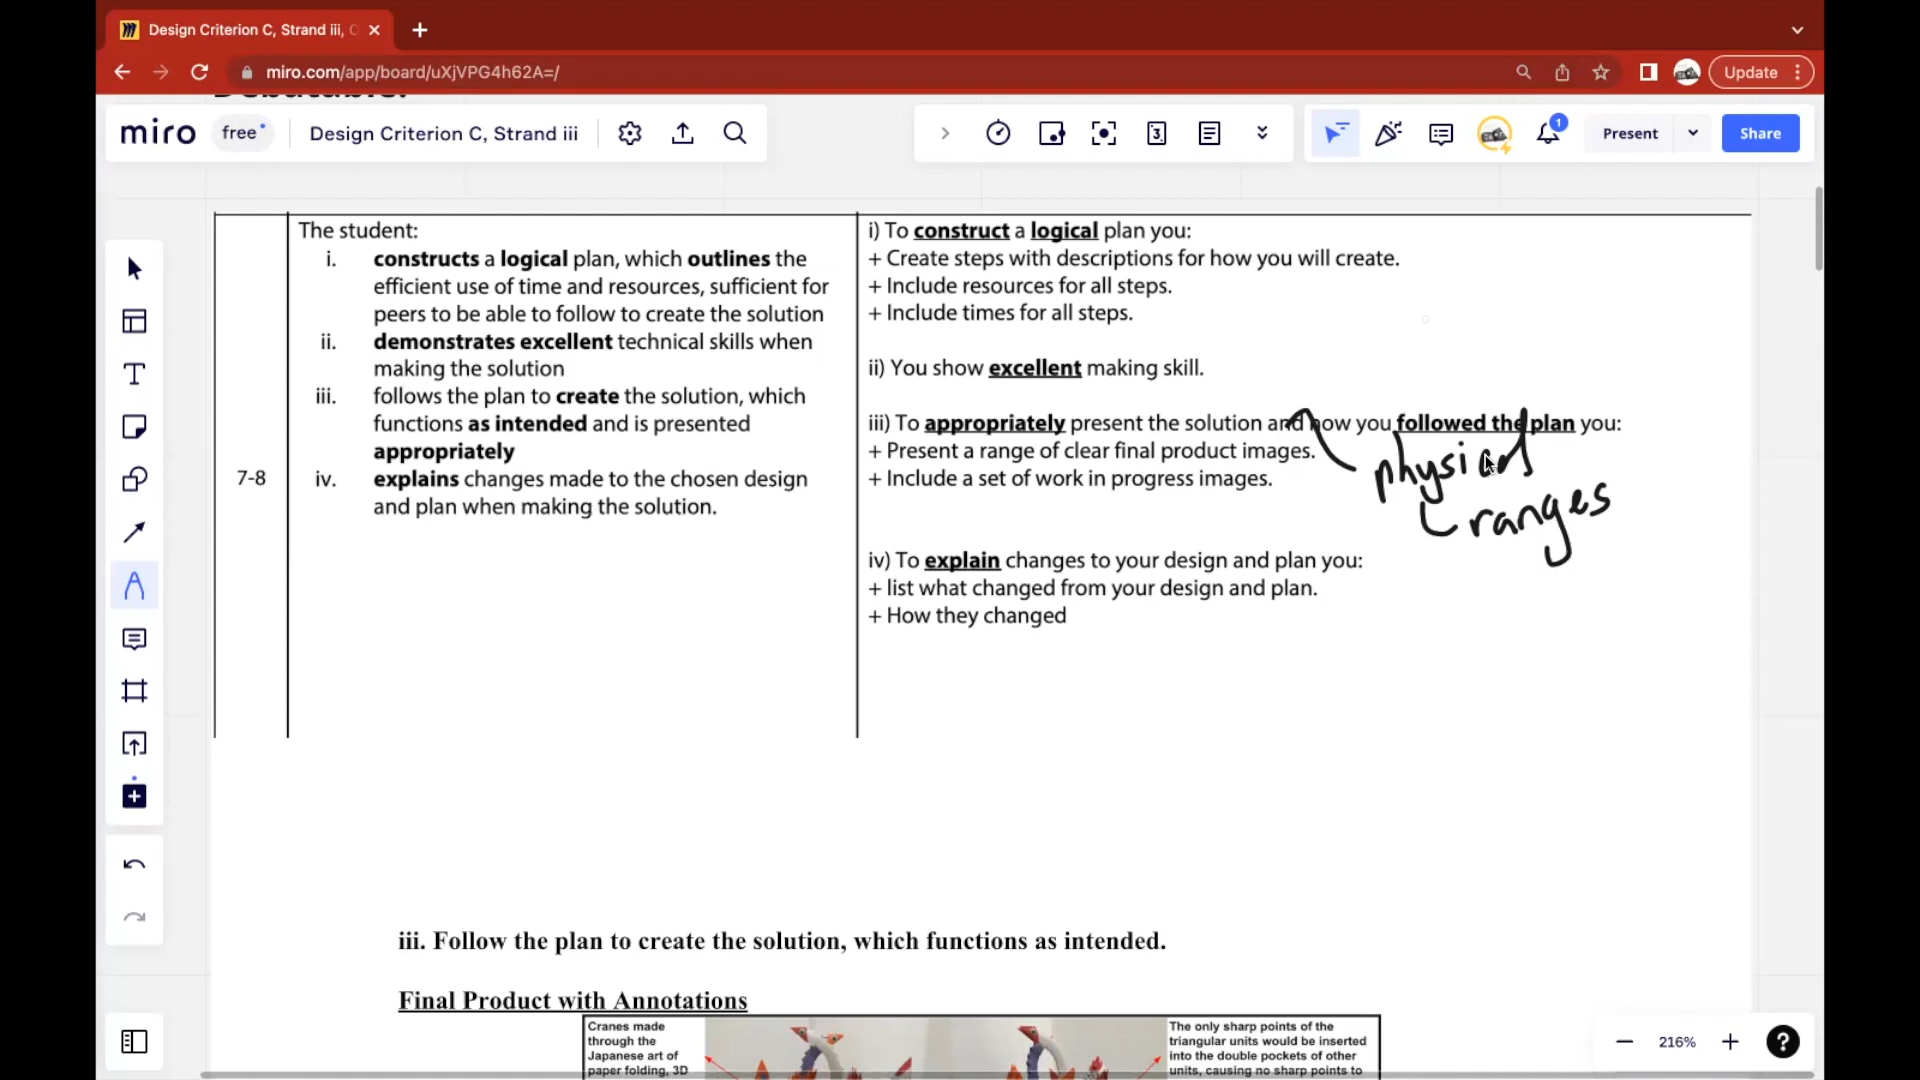 Design Criterion C, Strand iii, C
miro.com/app/board/uXjVPG4h62A=/
Update
Debatable.
miro free Design Criterion C, Strand iii
3
1
Present
Share
The student:
i. constructs a logical plan, which outlines the
efficient use of time and resources, sufficient for
peers to be able to follow to create the solution
ii. demonstrates excellent technical skills when
making the solution
iii. follows the plan to create the solution, which
functions as intended and is presented
appropriately
7-8
iv. explains changes made to the chosen design
and plan when making the solution.
i) To construct a logical plan you:
+ Create steps with descriptions for how you will create.
+ Include resources for all steps.
+ Include times for all steps.
ii) You show excellent making skill.
iii) To appropriately present the solution and how you followed the plan you:
+ Present a range of clear final product images.
+ Include a set of work in progress images.
physical
ranges
iv) To explain changes to your design and plan you:
+ list what changed from your design and plan.
+ How they changed
iii. Follow the plan to create the solution, which functions as intended.
Final Product with Annotations
Cranes made
through the
Japanese art of
paper folding, 3D
The only sharp points of the
triangular units would be inserted
into the double pockets of other
units, causing no sharp points to
216%